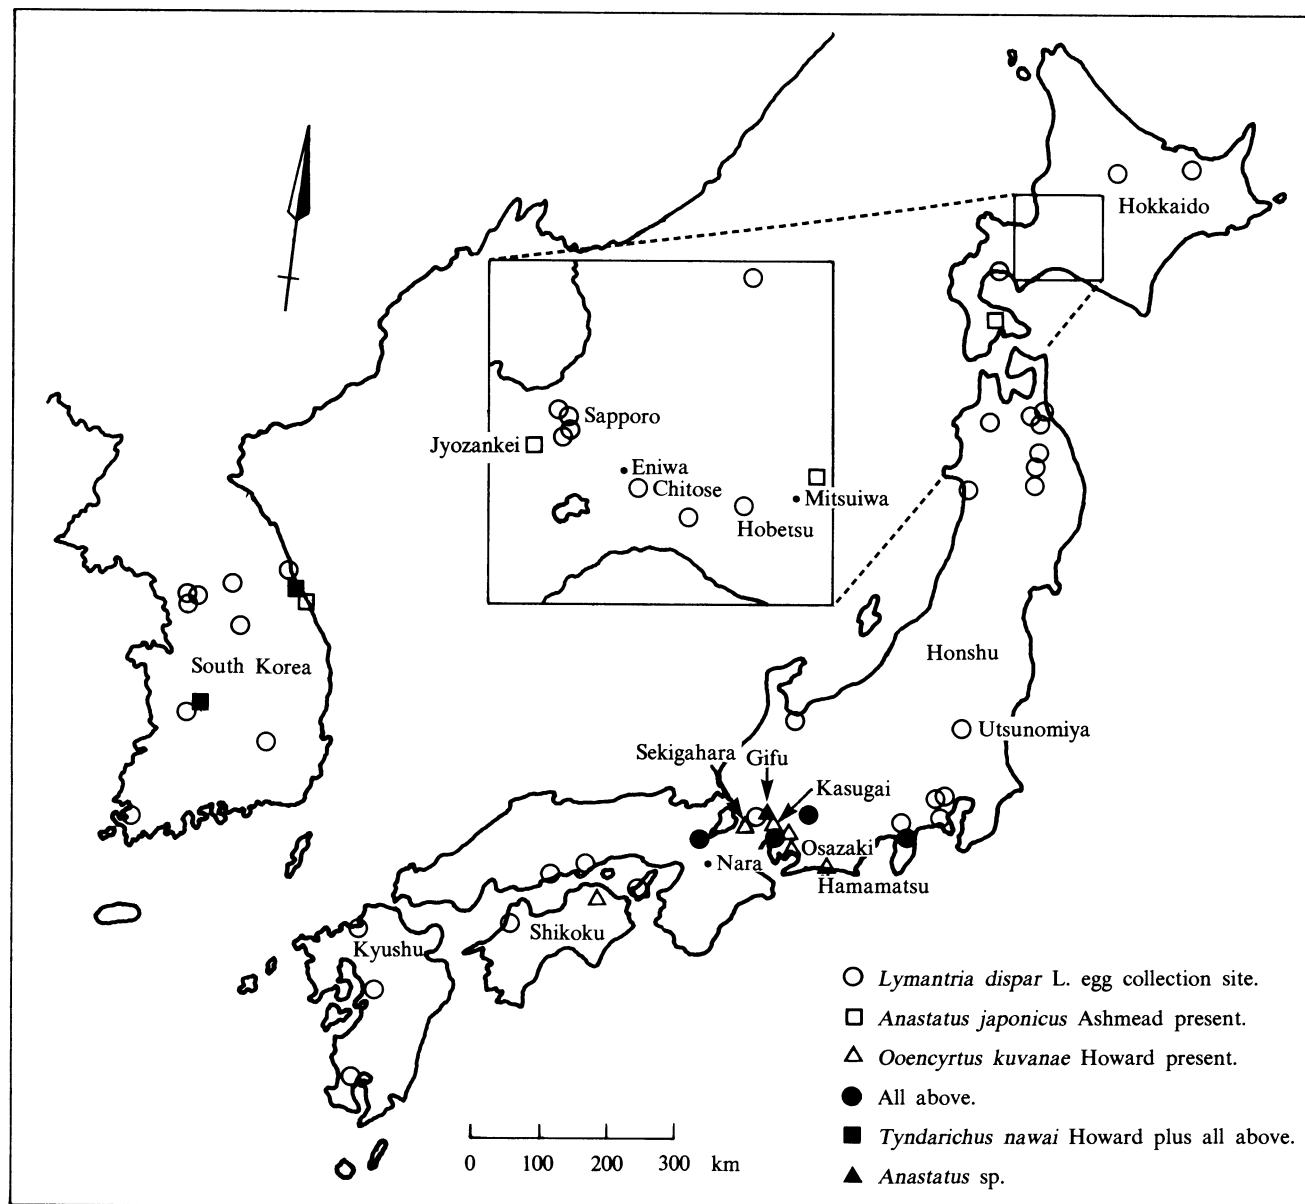 Hokkaido
Sapporo
Jyozankei
Eniwa
Chitose
Mitsuiwa
Hobetsu
Honshu
South Korea
Utsunomiya
Sekigahara
Gifu
Kasugai
Osazaki
Nara
Hamamatsu
Shikoku
Kyushu
Lymantria dispar L. egg collection site.
Anastatus japonicus Ashmead present.
Ooencyrtus kuvanae Howard present.
All above.
Tyndarichus nawai Howard plus all above.
Anastatus sp.
0 100 200 300 km